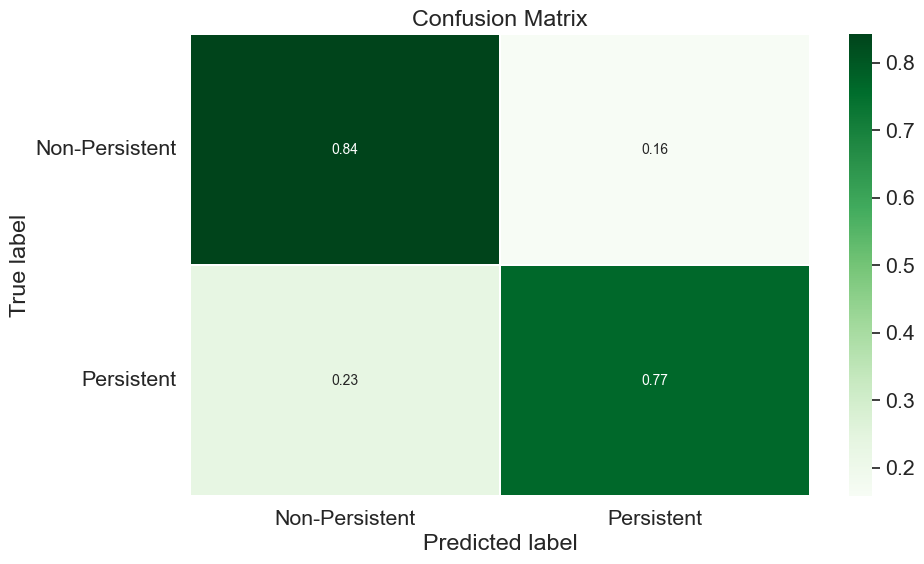 Confusion Matrix
True label
Non-Persistent
0.84
0.16
Persistent
0.23
0.77
Non-Persistent
Persistent
Predicted label
0.8
0.7
0.6
0.5
0.4
0.3
0.2